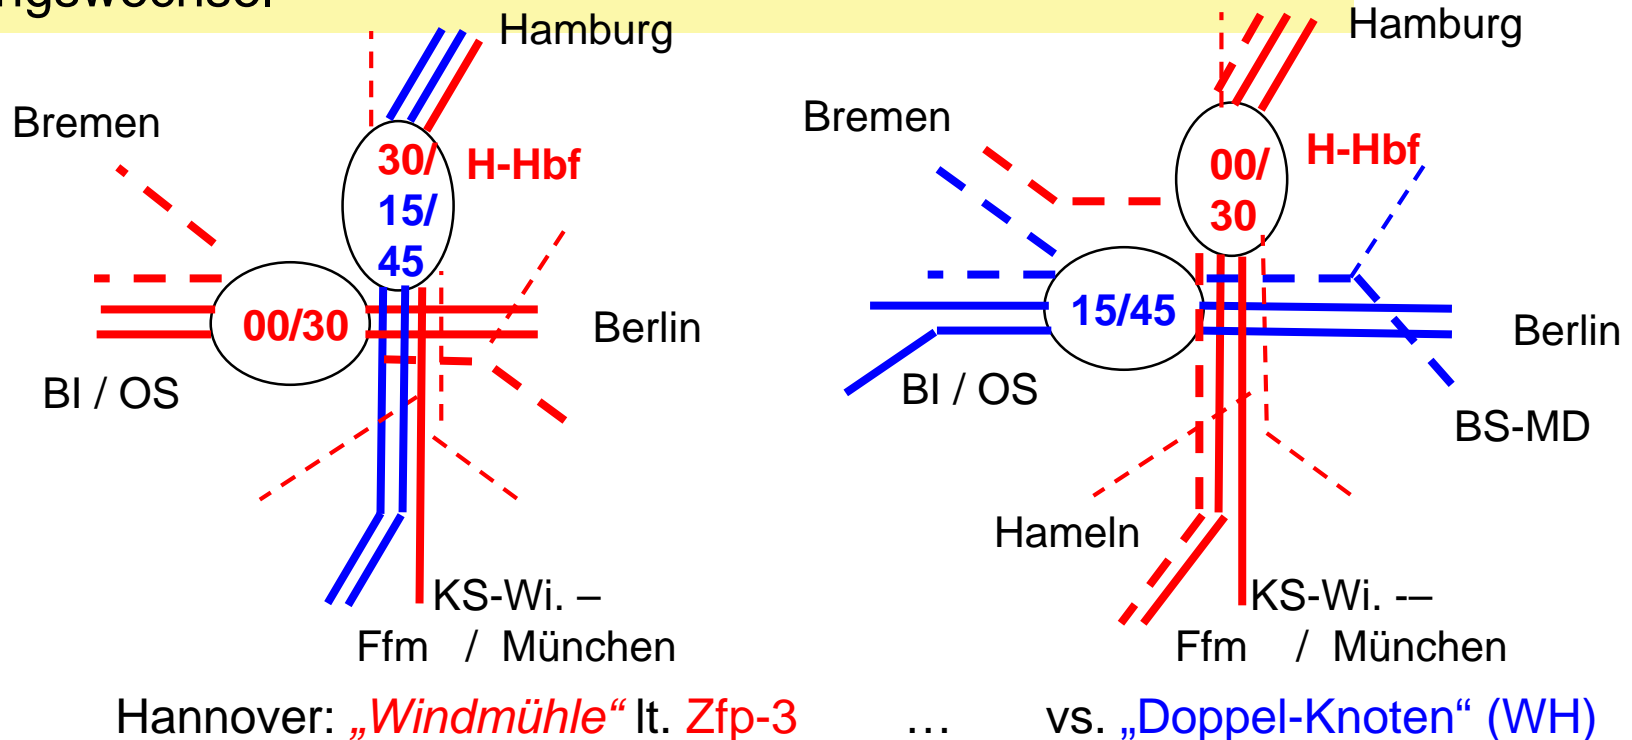 Hamburg
Bremen
30/
H-Hbf
15/
45
00/30
Berlin
BI / OS
KS-Wi. –
Ffm / München
Hamburg
Bremen
00/
H-Hbf
30
15/45
Berlin
BI / OS
BS-MD
Hameln
KS-Wi. -–
Ffm / München
Hannover: „Windmühle“ lt. Zfp-3 … vs. „Doppel-Knoten“ (WH)